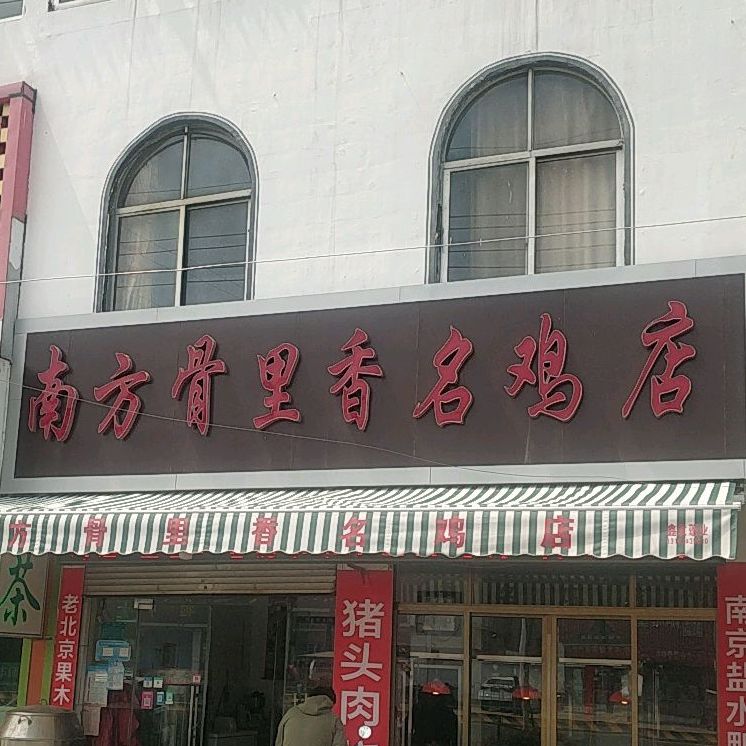 南方骨里香名鸡店
方骨里香名鸡店
茶
老北京果木
猪头肉
南京盐水鸭